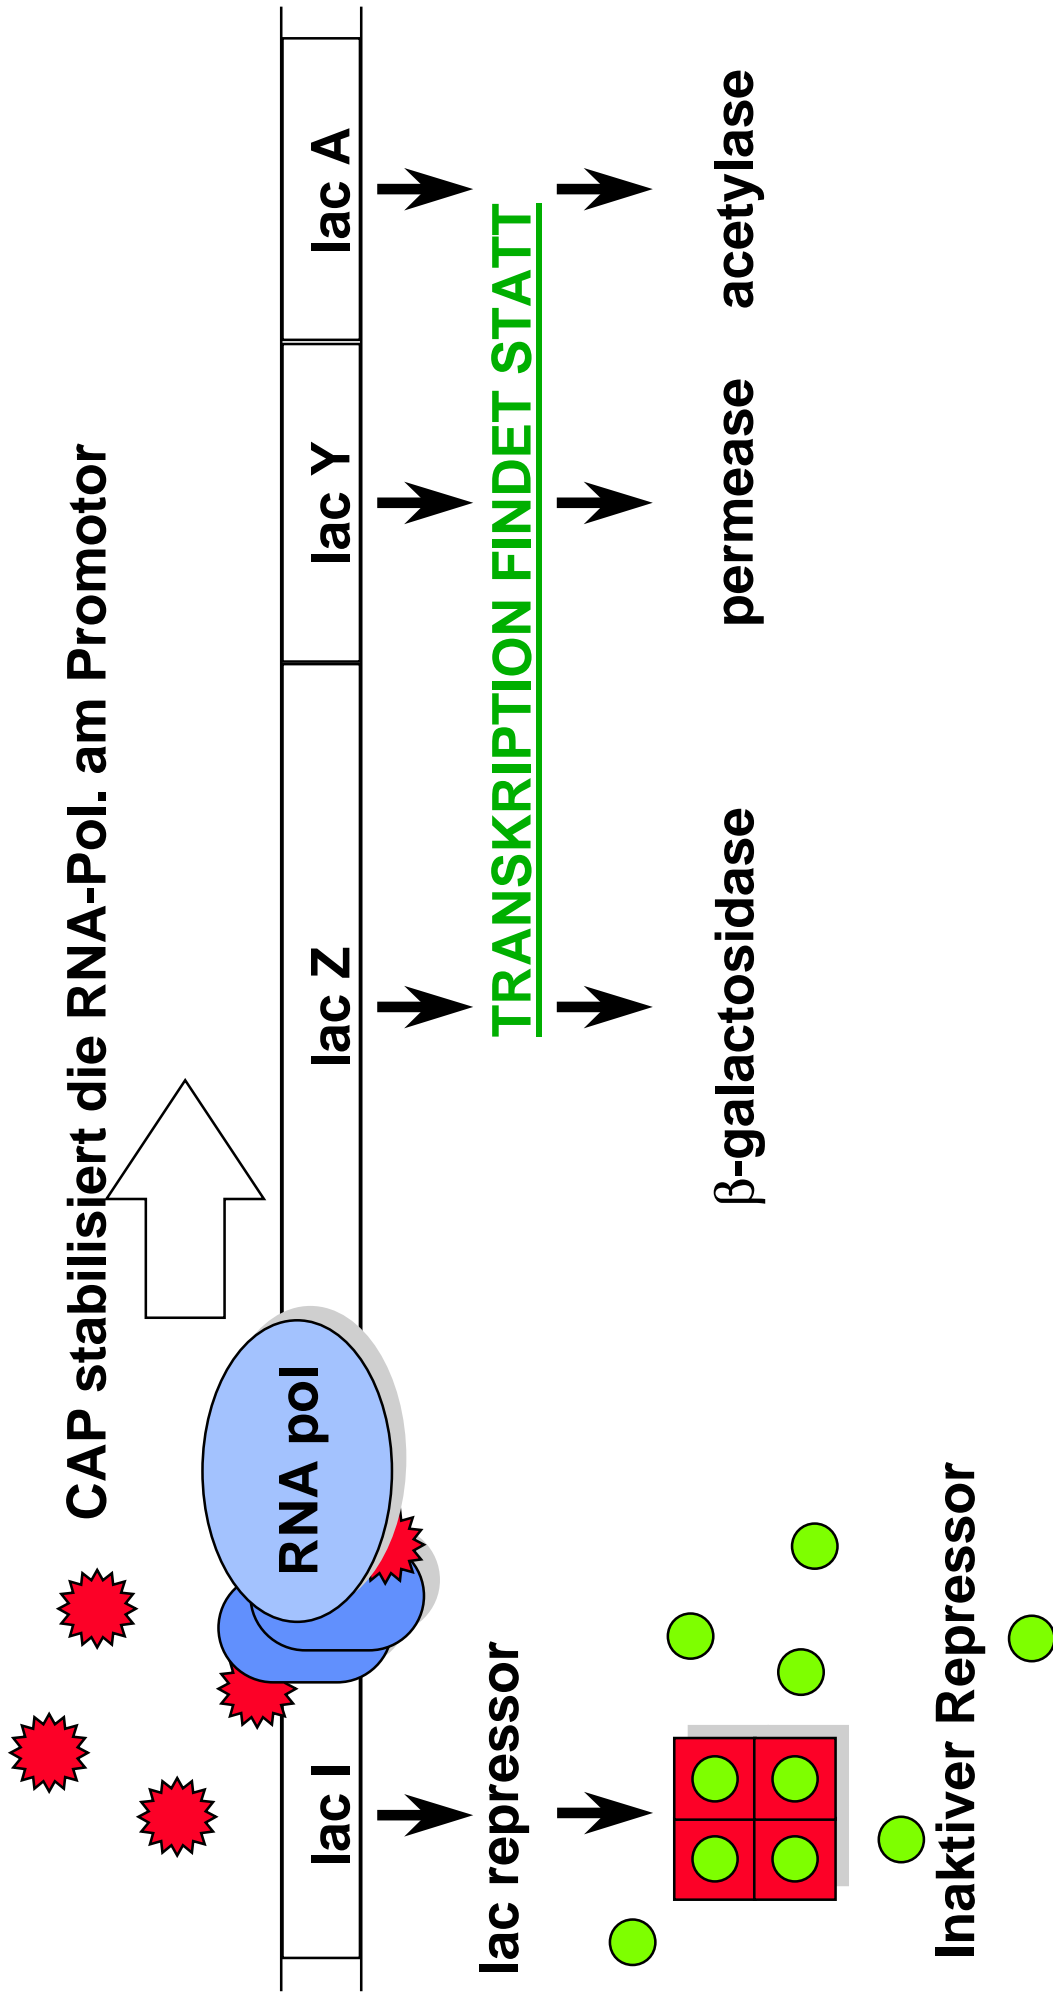 CAP stabilisiert die RNA-Pol. am Promotor
RNA pol
lac I
lac Z
lac Y
lac A
lac repressor
TRANSKRIPTION FINDET STATT
β-galactosidase
permease
acetylase
Inaktiver Repressor